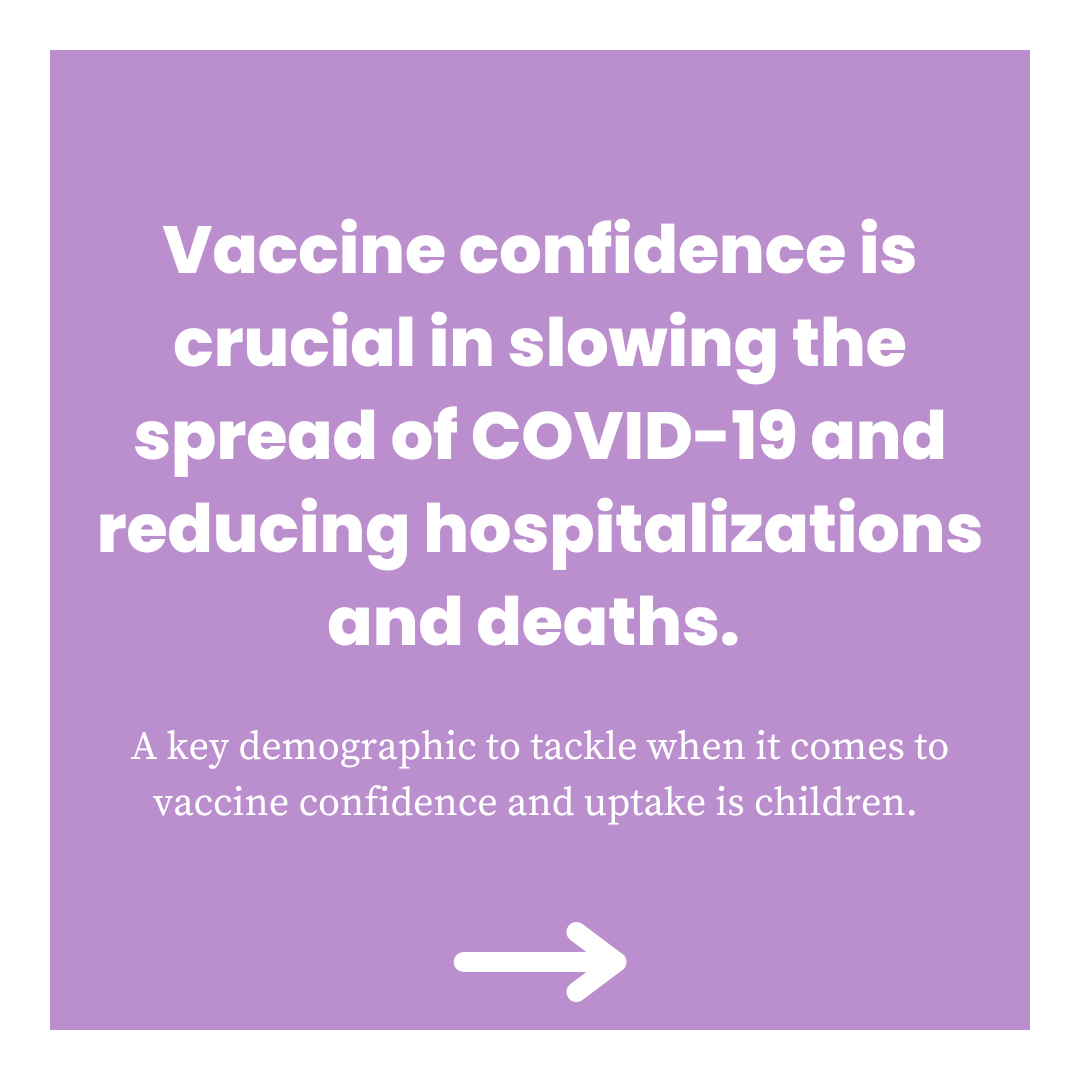 Vaccine confidence is
crucial in slowing the
spread of COVID-19 and
reducing hospitalizations
and deaths.
A key demographic to tackle when it comes to
vaccine confidence and uptake is children.